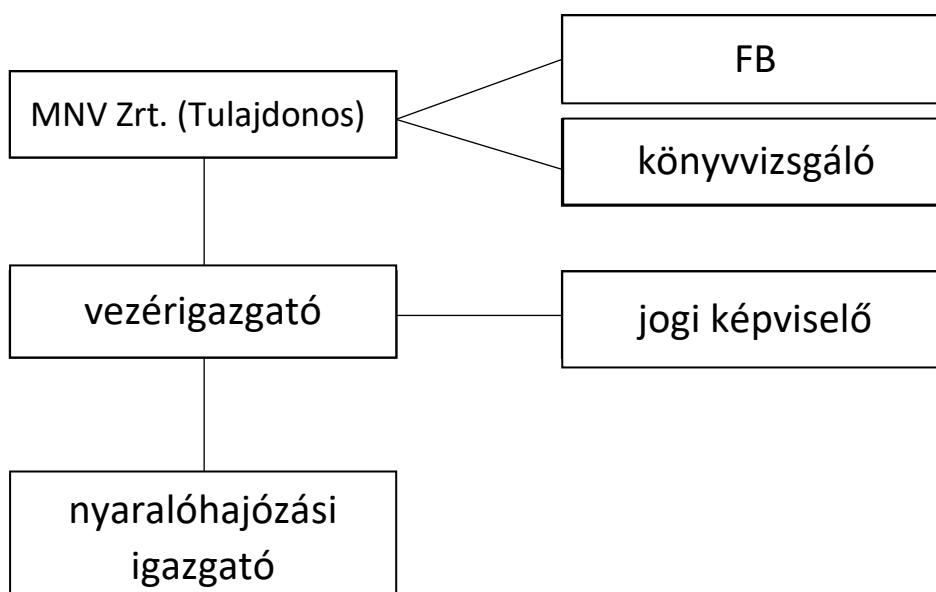 FB
MNV Zrt. (Tulajdonos)
könyvvizsgáló
vezérigazgató
jogi képviselő
nyaralóhajózási
igazgató